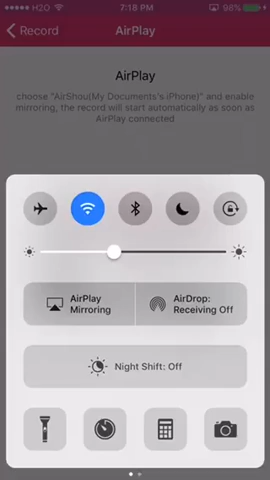 H2O 7:18 PM 98%
Record AirPlay
AirPlay
choose "AirShou(My Documents's iPhone)" and enable
mirroring, the record will start automatically as soon as
AirPlay connected
AirPlay
Mirroring
AirDrop:
Receiving Off
Night Shift: Off